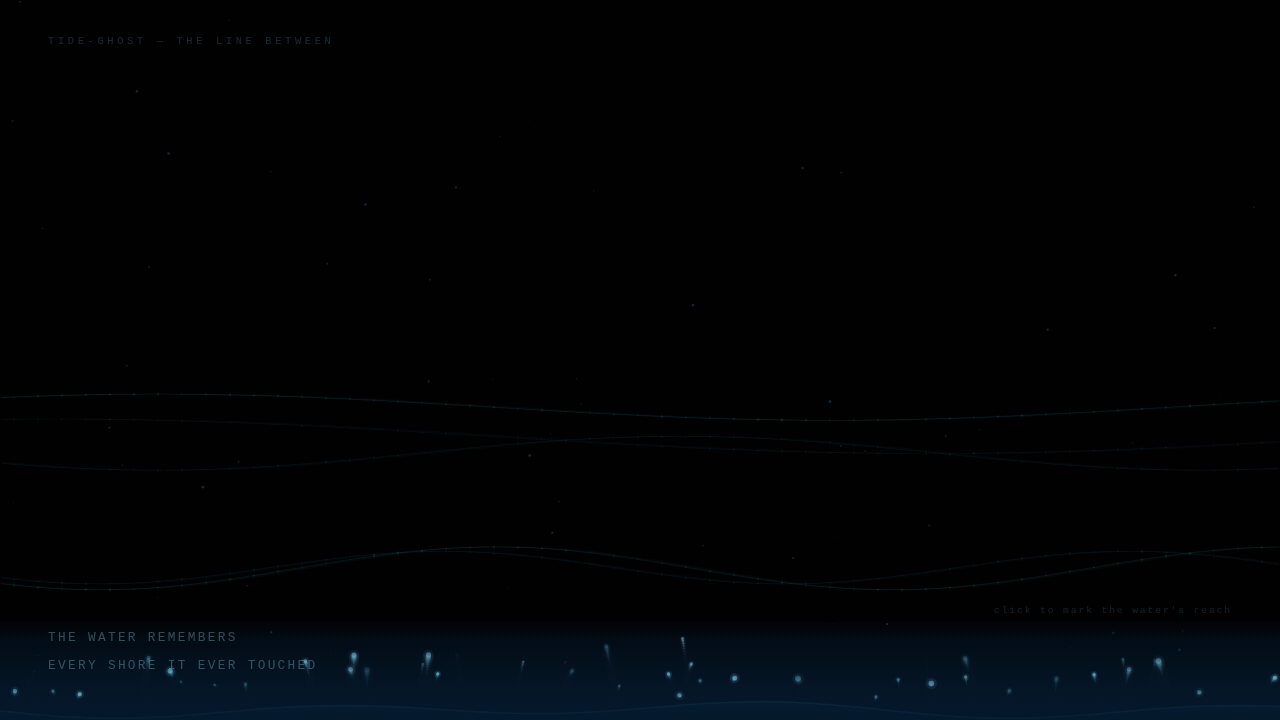 TIDE-GHOST — THE LINE BETWEEN
click to mark the water's reach
THE WATER REMEMBERS
EVERY SHORE IT EVER TOUCHED